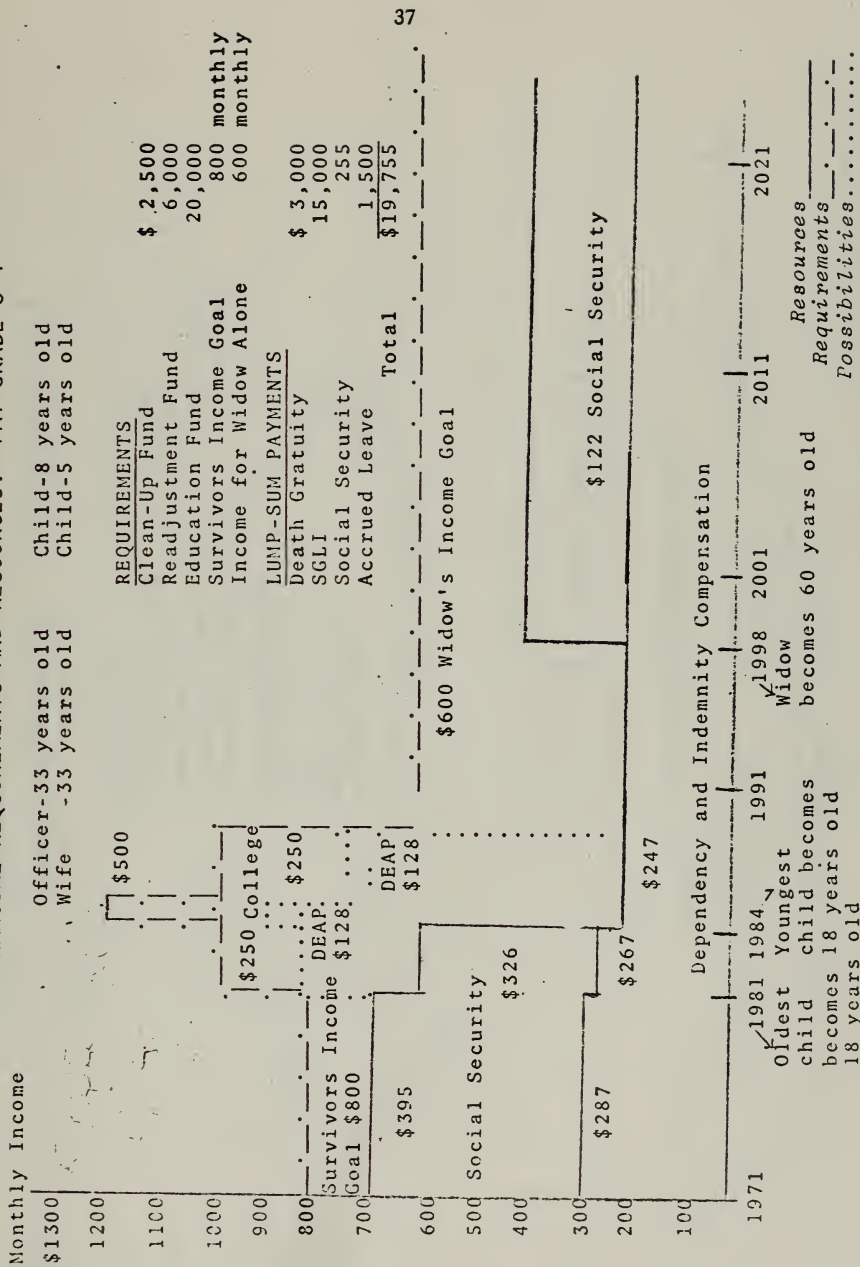 37
Monthly Income
Officer-33 years old
Wife -33 years old
Child-8 years old
Child-5 years old
REQUIREMENTS
Clean-Up Fund $ 2,500
Readjustment Fund 6,000
Education Fund 20,000
Survivors Income Goal 800 monthly
Income for Widow Alone 600 monthly
LUMP-SUM PAYMENTS
Death Gratuity $ 3,000
SGLI 15,000
Social Security 255
Accrued Leave 1,500
Total $19,755
$1300
1200
1100
1000
900
800
700
600
500
400
300
200
100
$500
$250 College
$250
DEAP
$128
DEAP
$128
Survivors Income
Goal $800
$600 Widow's Income Goal
$395
Social Security
$326
$287
$267
$247
$122 Social Security
Dependency and Indemnity Compensation
1971
1981
1984
1991
1998
2001
2011
2021
Oldest
child
becomes
18 years old
7
Youngest
child becomes
18 years old
Widow
becomes 60 years old
Resources
Requirements
Possibilities